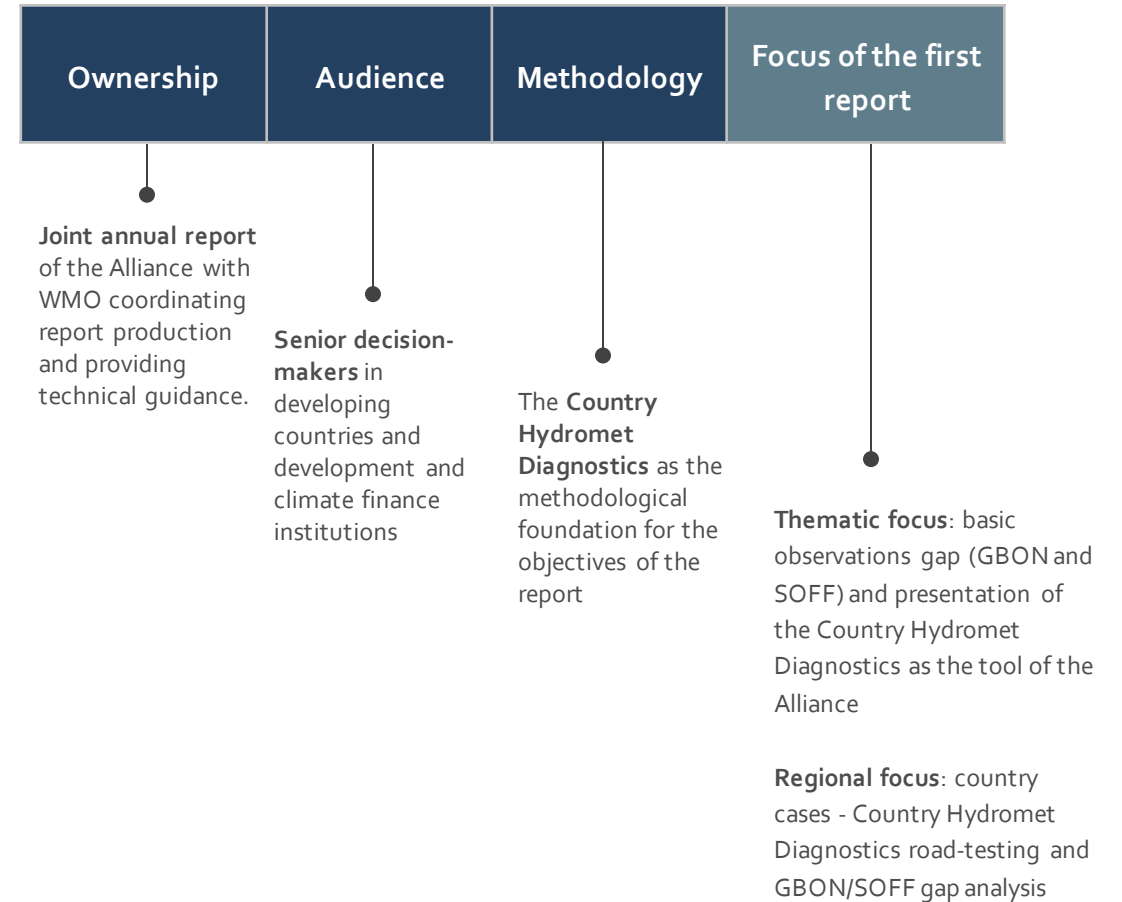 Ownership
Audience
Methodology
Focus of the first
report
Joint annual report
of the Alliance with
WMO coordinating
report production
and providing
technical guidance.
Senior decision-
makers in
developing
countries and
development and
climate finance
institutions
The Country
Hydromet
Diagnostics as the
methodological
foundation for the
objectives of the
report
Thematic focus: basic
observations gap (GBON and
SOFF) and presentation of
the Country Hydromet
Diagnostics as the tool of the
Alliance
Regional focus: country
cases - Country Hydromet
Diagnostics road-testing and
GBON/SOFF gap analysis